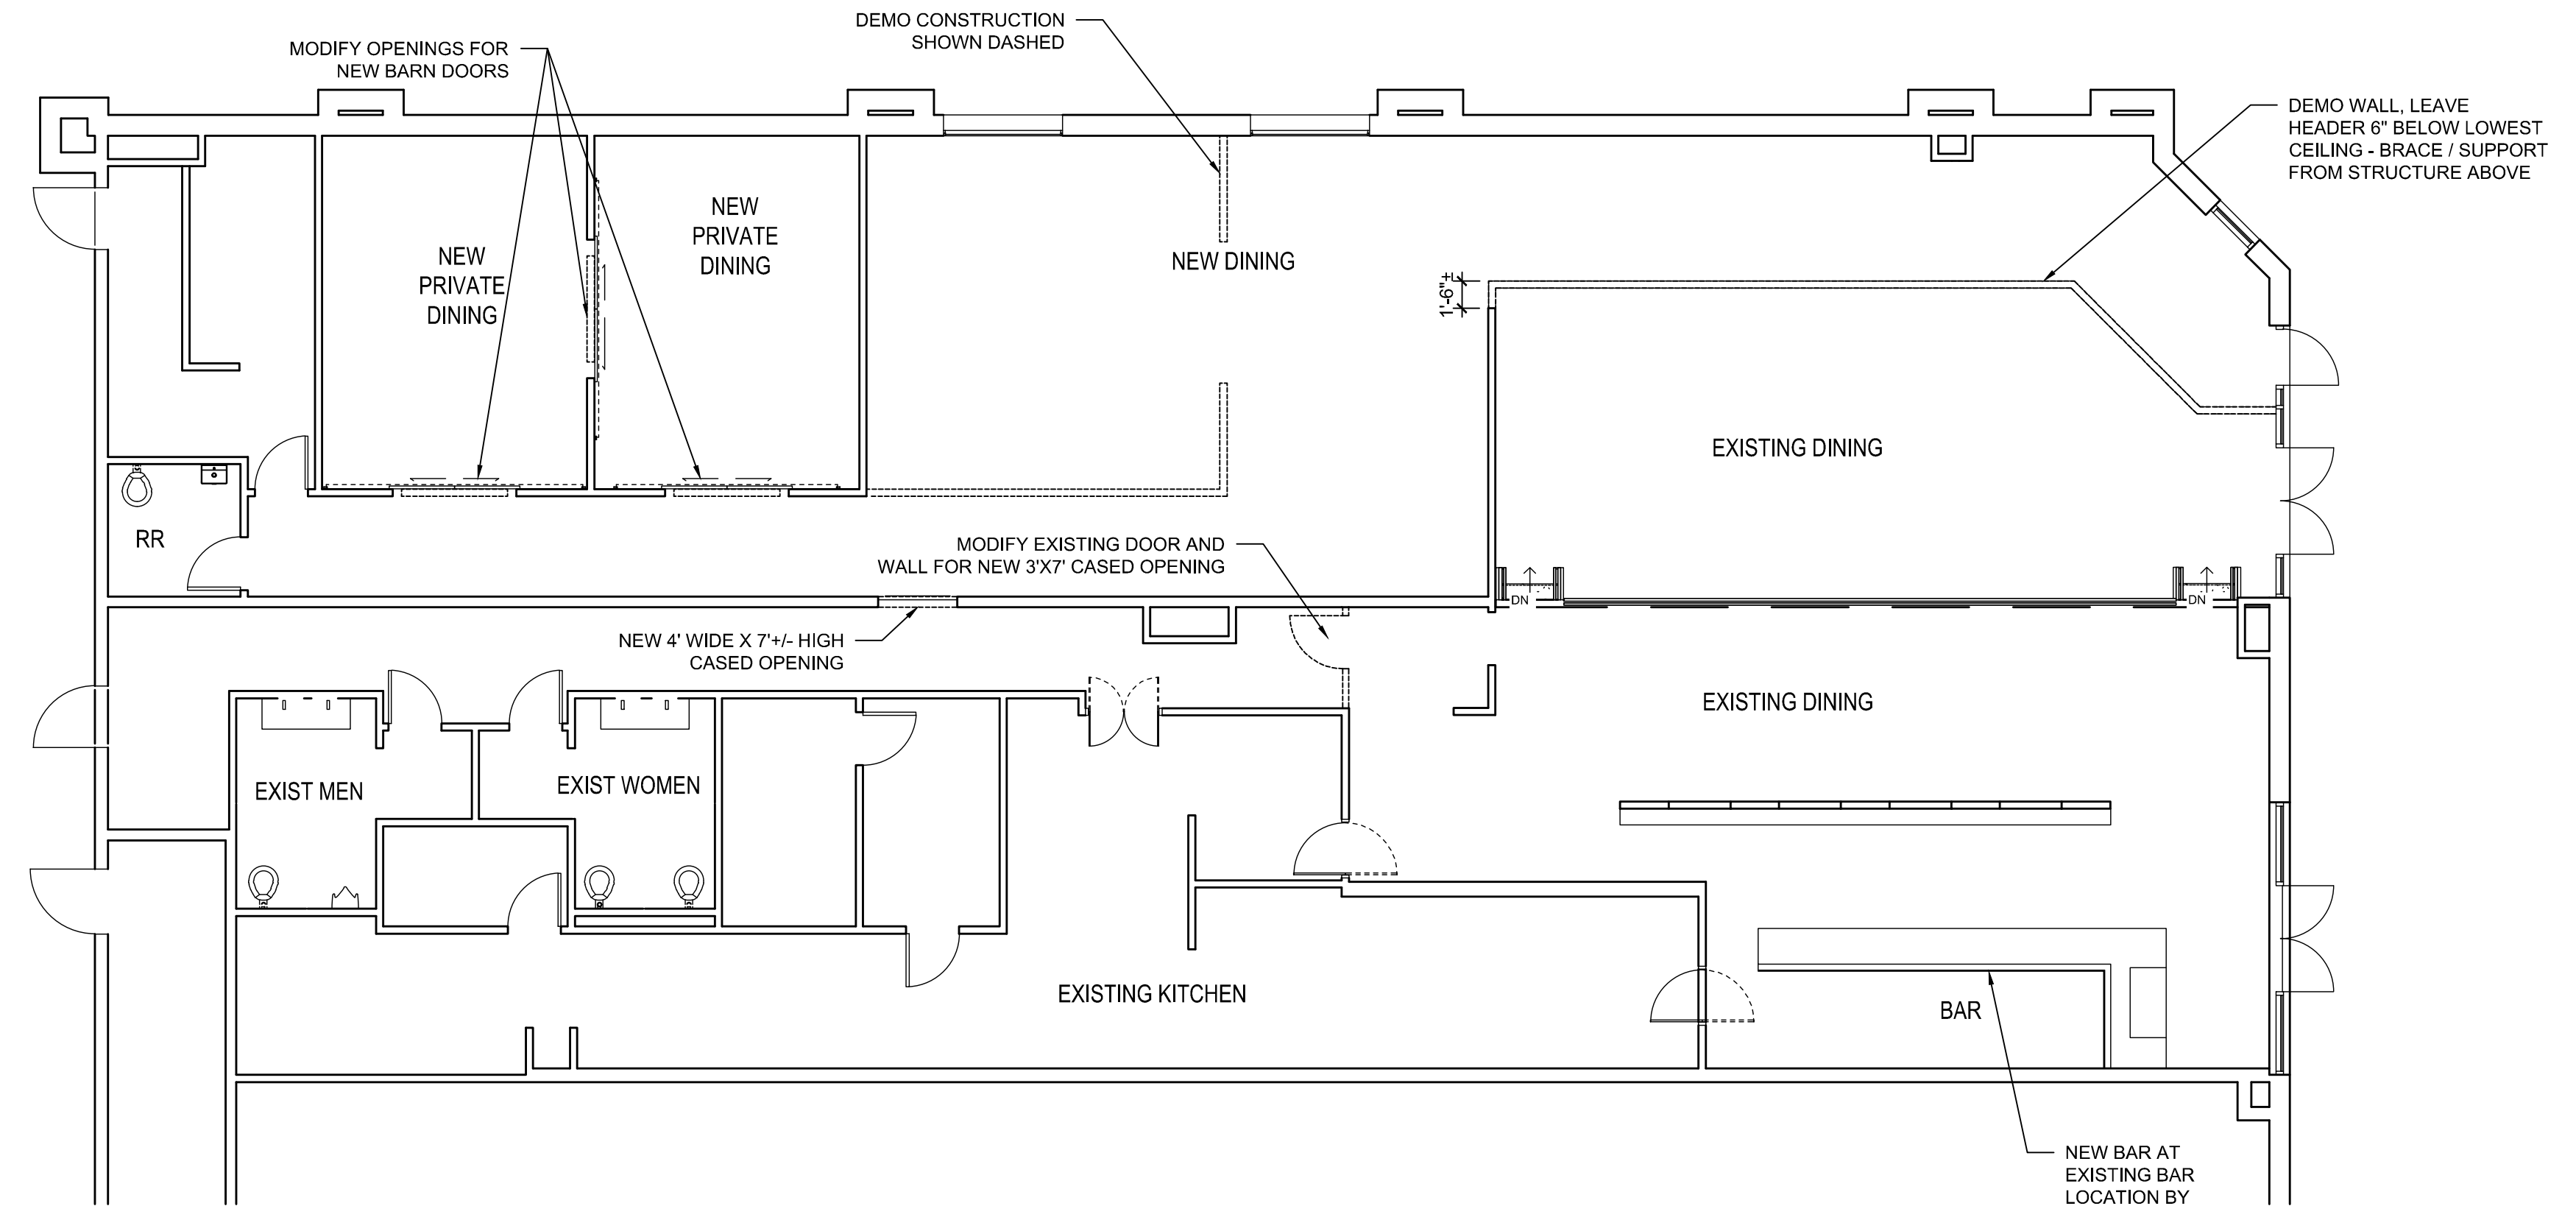 DEMO CONSTRUCTION
SHOWN DASHED
MODIFY OPENINGS FOR
NEW BARN DOORS
DEMO WALL, LEAVE
HEADER 6" BELOW LOWEST
CEILING - BRACE / SUPPORT
FROM STRUCTURE ABOVE
NEW
PRIVATE
DINING
NEW
PRIVATE
DINING
NEW DINING
1'-6"±
EXISTING DINING
RR
MODIFY EXISTING DOOR AND
WALL FOR NEW 3'X7' CASED OPENING
DN
DN
NEW 4' WIDE X 7'+/- HIGH
CASED OPENING
EXISTING DINING
EXIST MEN
EXIST WOMEN
EXISTING KITCHEN
BAR
NEW BAR AT
EXISTING BAR
LOCATION BY